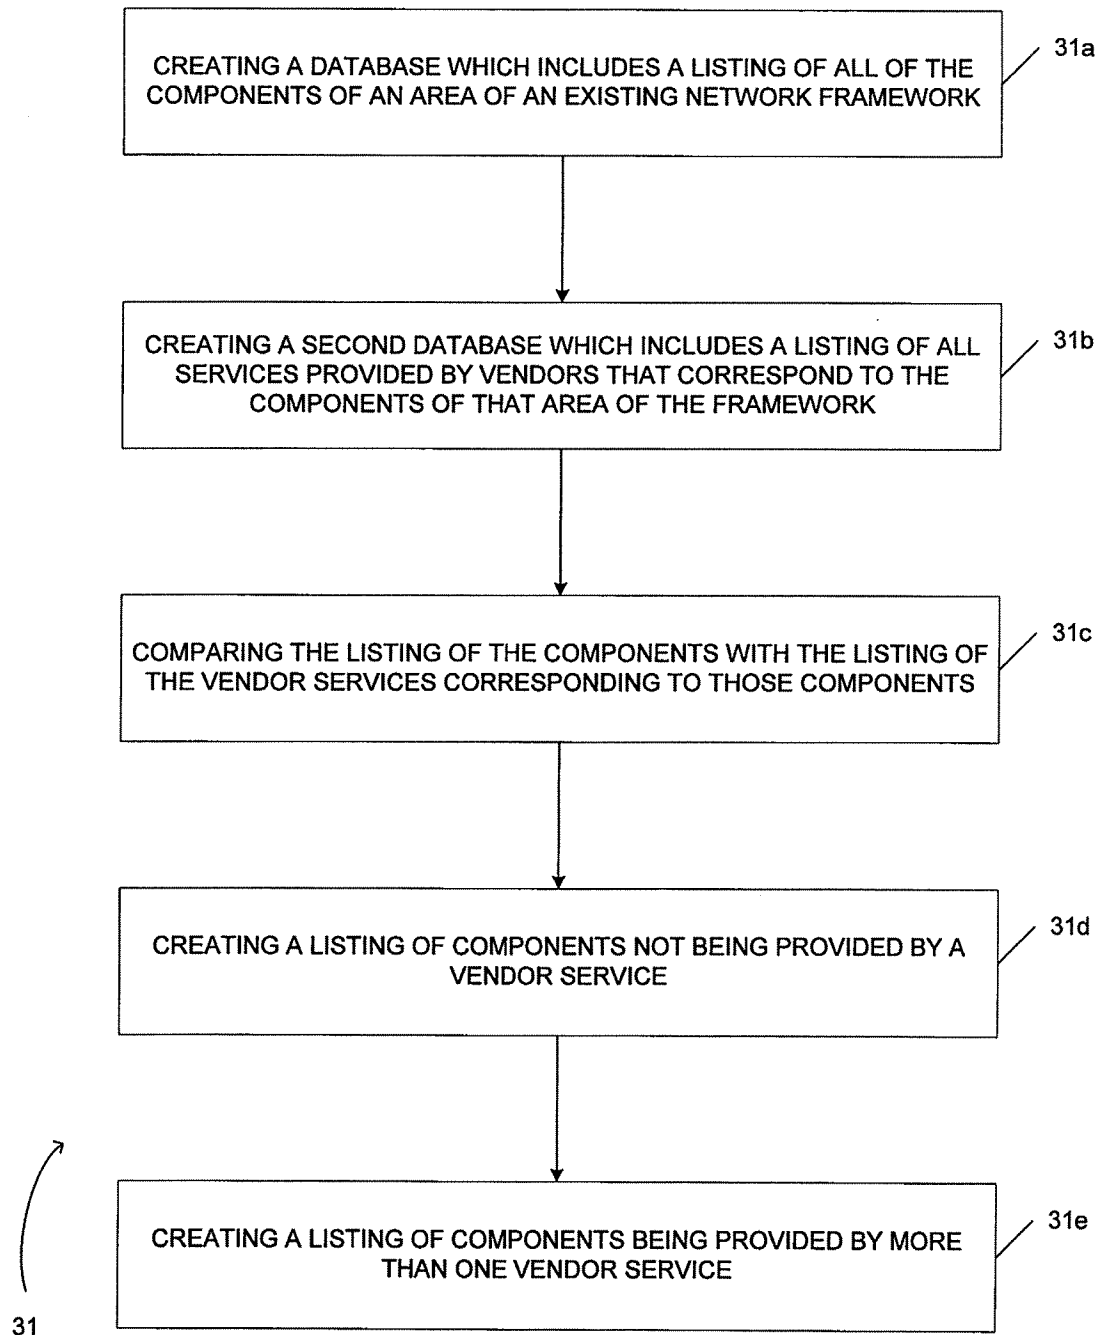 CREATING A DATABASE WHICH INCLUDES A LISTING OF ALL OF THE
COMPONENTS OF AN AREA OF AN EXISTING NETWORK FRAMEWORK
31a
CREATING A SECOND DATABASE WHICH INCLUDES A LISTING OF ALL
SERVICES PROVIDED BY VENDORS THAT CORRESPOND TO THE
COMPONENTS OF THAT AREA OF THE FRAMEWORK
31b
COMPARING THE LISTING OF THE COMPONENTS WITH THE LISTING OF
THE VENDOR SERVICES CORRESPONDING TO THOSE COMPONENTS
31c
CREATING A LISTING OF COMPONENTS NOT BEING PROVIDED BY A
VENDOR SERVICE
31d
CREATING A LISTING OF COMPONENTS BEING PROVIDED BY MORE
THAN ONE VENDOR SERVICE
31e
31